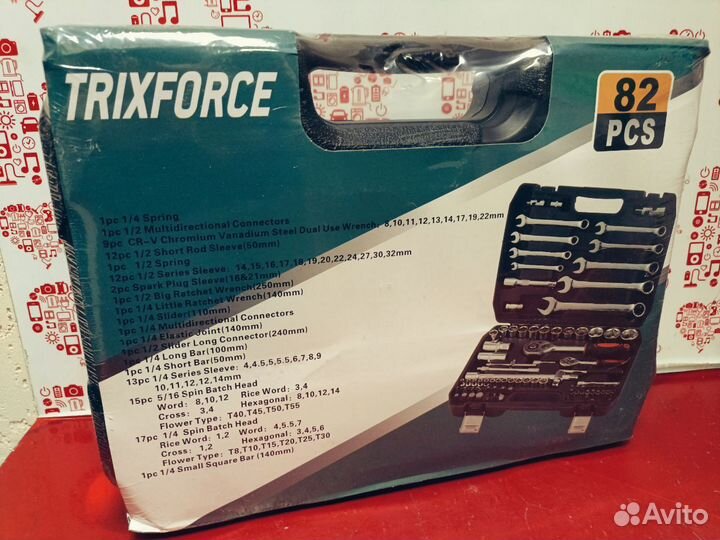 TRIXFORCE
82
PCS
1pc 1/4 Spring
1pc 1/2 Multidirectional Connectors
9pc CR-V Chromium Vanadium Steel Dual Use Wrench, 8,10,11,12,13,14,17,19,22mm
12pc 1/2 Short Rod Sleeve(50mm)
1pc 1/2 Spring
12pc 1/2 Series Sleeve: 14,15,16,17,18,19,20,22,24,27,30,32mm
2pc Spark Plug Sleeve(16&21mm)
1pc 1/2 Big Ratchet Wrench(250mm)
1pc 1/4 Little Ratchet Wrench(140mm)
1pc 1/4 Slider(110mm)
1pc 1/4 Multidirectional Connectors
1pc 1/4 Elastic Joint(140mm)
1pc 1/2 Slider Long Connector(240mm)
1pc 1/4 Long Bar(100mm)
1pc 1/4 Short Bar(50mm)
13pc 1/4 Series Sleeve: 4,4.5,5,5.5,6,7,8,9
10,11,12,12,14mm
15pc 5/16 Spin Batch Head
Word: 8,10,12 Rice Word: 3,4
Cross: 3,4 Hexagonal: 8,10,12,14
Flower Type: T40,T45,T50,T55
17pc 1/4 Spin Batch Head
Rice Word: 1,2 Word: 4,5.5,7
Cross: 1,2 Hexagonal: 3,4,5,6
Flower Type: T8,T10,T15,T20,T25,T30
1pc 1/4 Small Square Bar (140mm)
Avito